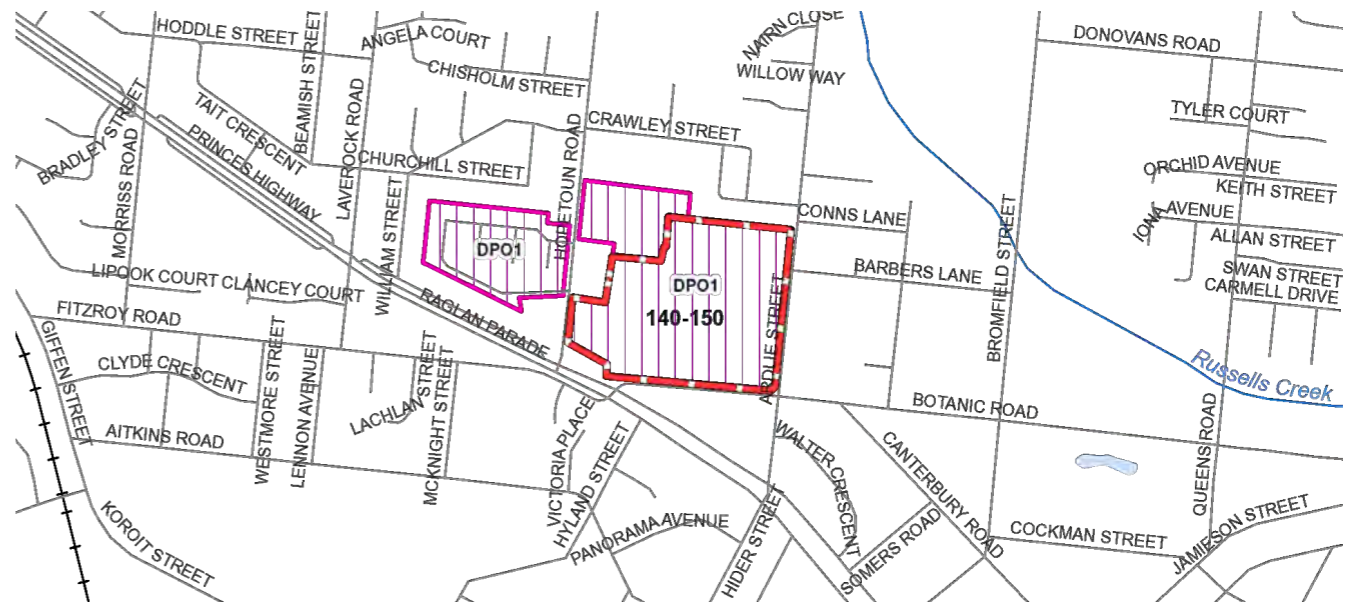 HODDLE STREET
ANGELA COURT
BEAMISH STREET
CHISHOLM STREET
NAIRN CLOSE
WILLOW WAY
DONOVANS ROAD
TAIT CRESCENT
BRADLEY STREET
MORRISS ROAD
PRINCES HIGHWAY
LAVEROCK ROAD
CHURCHILL STREET
CRAWLEY STREET
TYLER COURT
ORCHID AVENUE
KEITH STREET
IONA AVENUE
ALLAN STREET
SWAN STREET
CARMELL DRIVE
WILLIAM STREET
HOPETOUN ROAD
CONNS LANE
BARBERS LANE
BROMFIELD STREET
DPO1
DPO1
140-150
ARDLIE STREET
LIPOOK COURT
CLANCEY COURT
RAGLAN PARADE
FITZROY ROAD
GIFFEN STREET
CLYDE CRESCENT
WESTMORE STREET
LENNON AVENUE
LACHLAN STREET
MCKNIGHT STREET
AITKINS ROAD
VICTORIA PLACE
HYLAND STREET
BOTANIC ROAD
Russells Creek
WALTER CRESCENT
CANTERBURY ROAD
QUEENS ROAD
KOROIT STREET
PANORAMA AVENUE
HIDER STREET
SOMERS ROAD
COCKMAN STREET
JAMIESON STREET